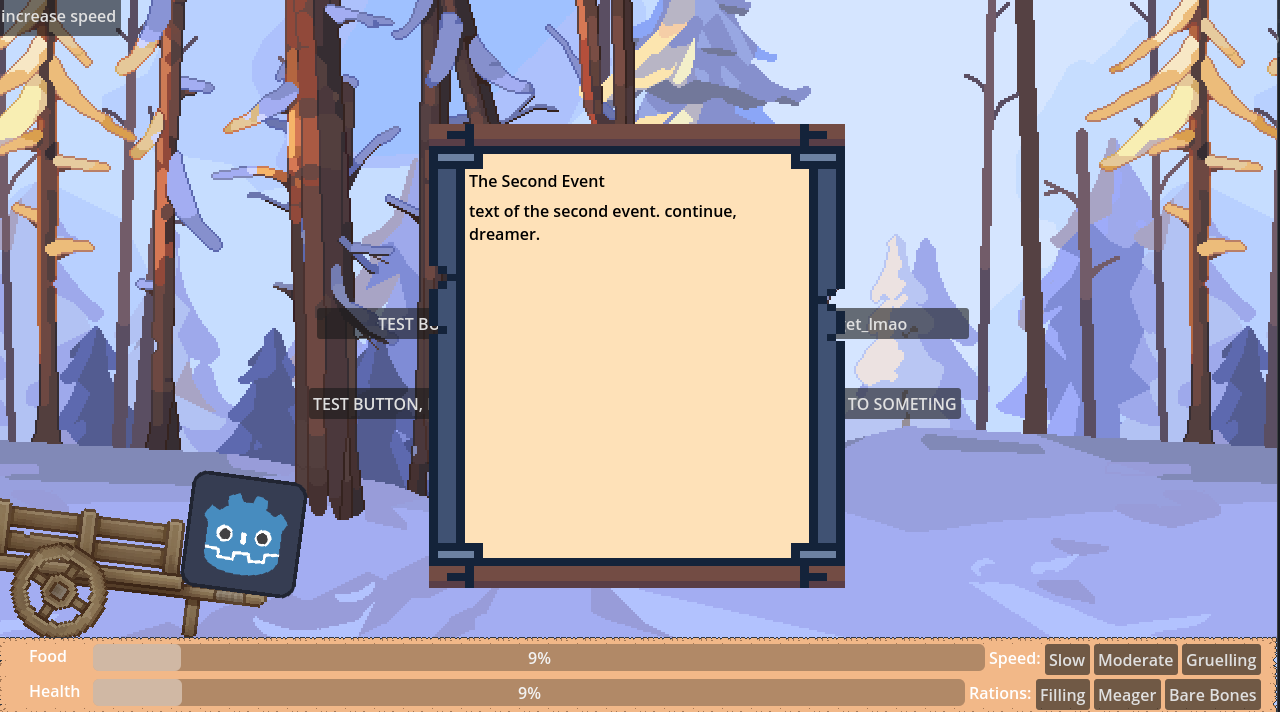 increase speed
The Second Event
text of the second event. continue,
dreamer.
TEST
et_lmao
TEST BUTTON,
TO SOMETING
Food 9% Speed: Slow Moderate Gruelling
Health 9% Rations: Filling Meager Bare Bones